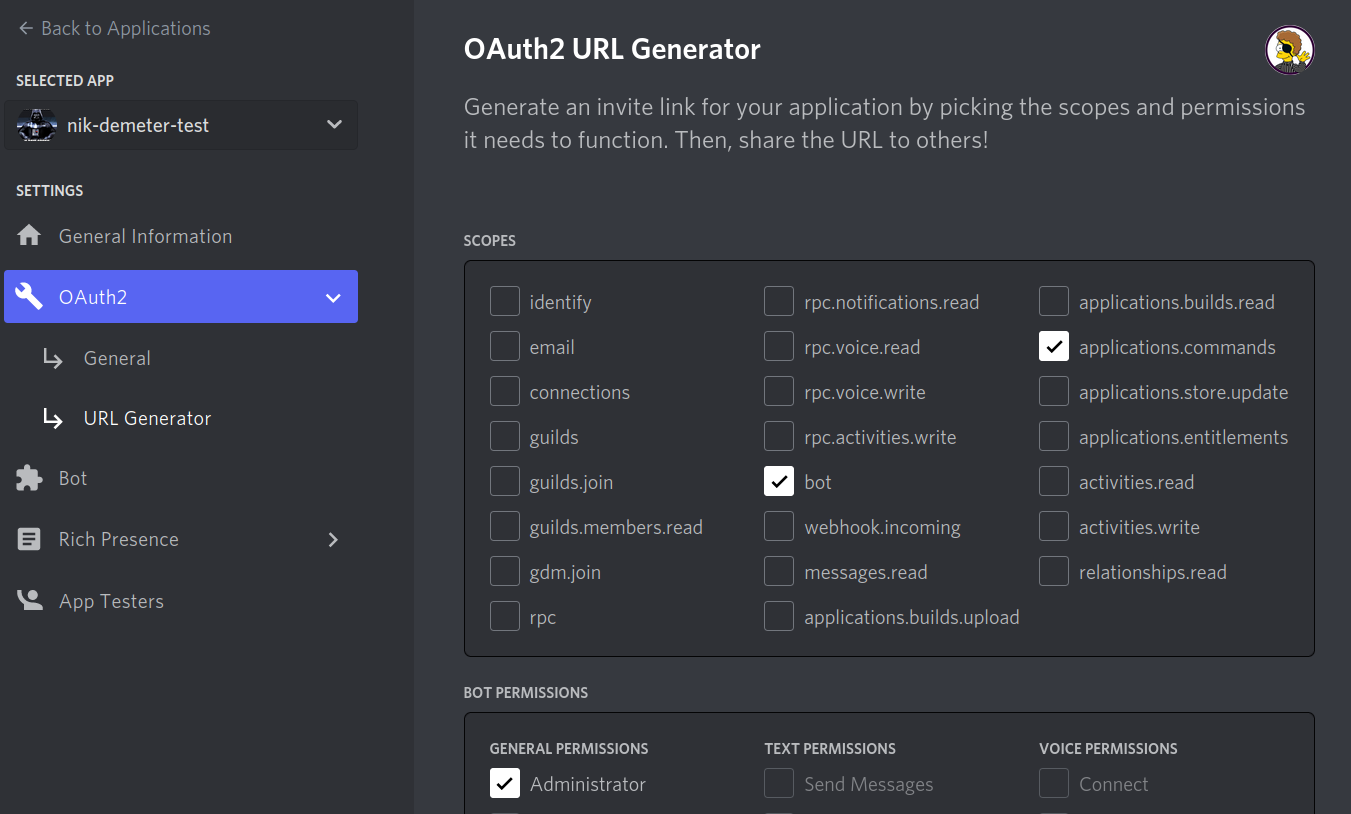 Back to Applications
SELECTED APP
nik-demeter-test
SETTINGS
General Information
OAuth2
General
URL Generator
Bot
Rich Presence
App Testers
OAuth2 URL Generator
Generate an invite link for your application by picking the scopes and permissions
it needs to function. Then, share the URL to others!
SCOPES
identify
email
connections
guilds
guilds.join
guilds.members.read
gdm.join
rpc
rpc.notifications.read
rpc.voice.read
rpc.voice.write
rpc.activities.write
bot
webhook.incoming
messages.read
applications.builds.upload
applications.builds.read
applications.commands
applications.store.update
applications.entitlements
activities.read
activities.write
relationships.read
BOT PERMISSIONS
GENERAL PERMISSIONS
Administrator
TEXT PERMISSIONS
Send Messages
VOICE PERMISSIONS
Connect